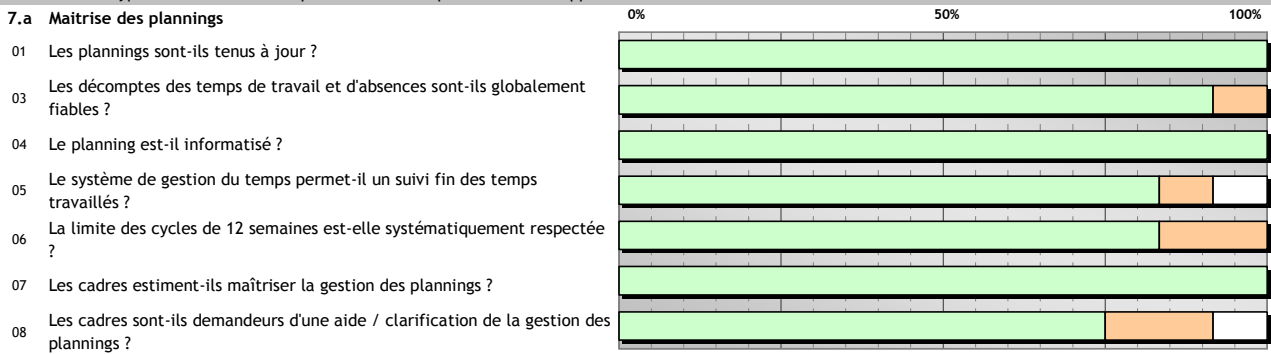 7.a Maitrise des plannings
0% 50% 100%
01 Les plannings sont-ils tenus à jour ?
03 Les décomptes des temps de travail et d'absences sont-ils globalement
fiables ?
04 Le planning est-il informatisé ?
05 Le système de gestion du temps permet-il un suivi fin des temps
travaillés ?
06 La limite des cycles de 12 semaines est-elle systématiquement respectée
?
07 Les cadres estiment-ils maîtriser la gestion des plannings ?
08 Les cadres sont-ils demandeurs d'une aide / clarification de la gestion des
plannings ?